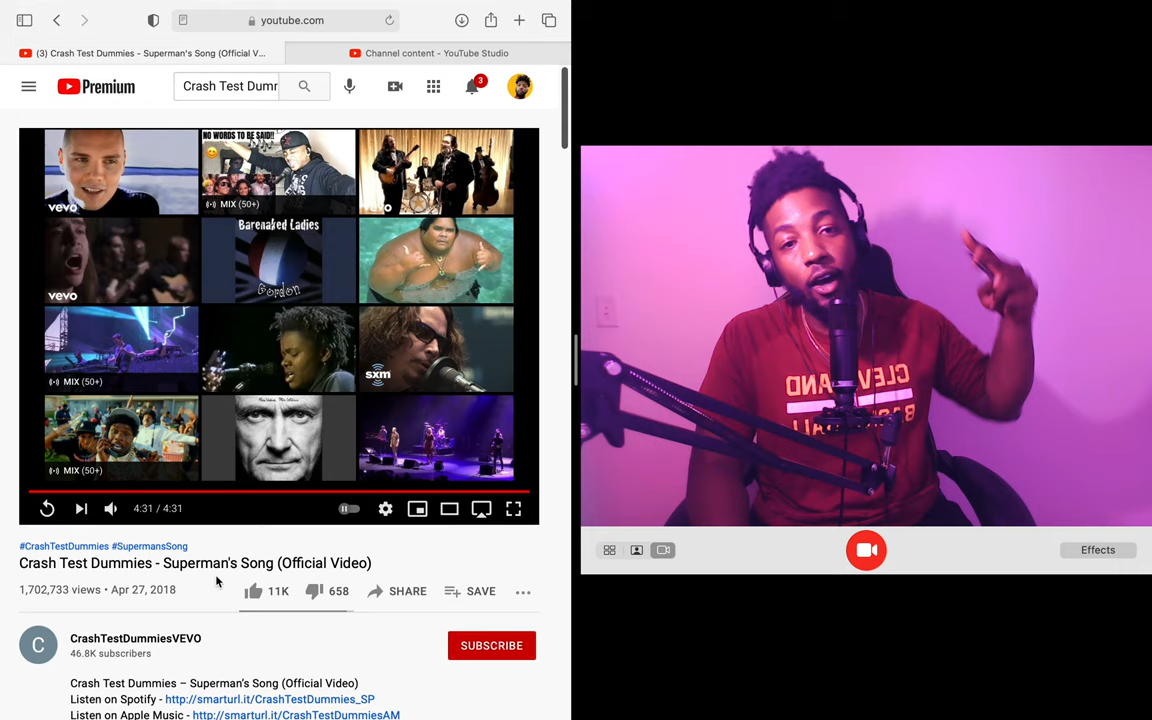 youtube.com
(3) Crash Test Dummies - Superman's Song (Official V...
Channel content - YouTube Studio
Premium
Crash Test Dumr
3
vevo
NO WORDS TO BE SAID!!
MIX (50+)
vevo
Barenaked Ladies
Gordon
MIX (50+)
sxm
MIX (50+)
4:31 / 4:31
CLEVELAND
BASKETBALL
Effects
#CrashTestDummies #SupermansSong
Crash Test Dummies - Superman's Song (Official Video)
1,702,733 views • Apr 27, 2018
11K
658
SHARE
SAVE
C
CrashTestDummiesVEVO
46.8K subscribers
SUBSCRIBE
Crash Test Dummies – Superman's Song (Official Video)
Listen on Spotify - http://smarturl.it/CrashTestDummies_SP
Listen on Apple Music - http://smarturl.it/CrashTestDummiesAM